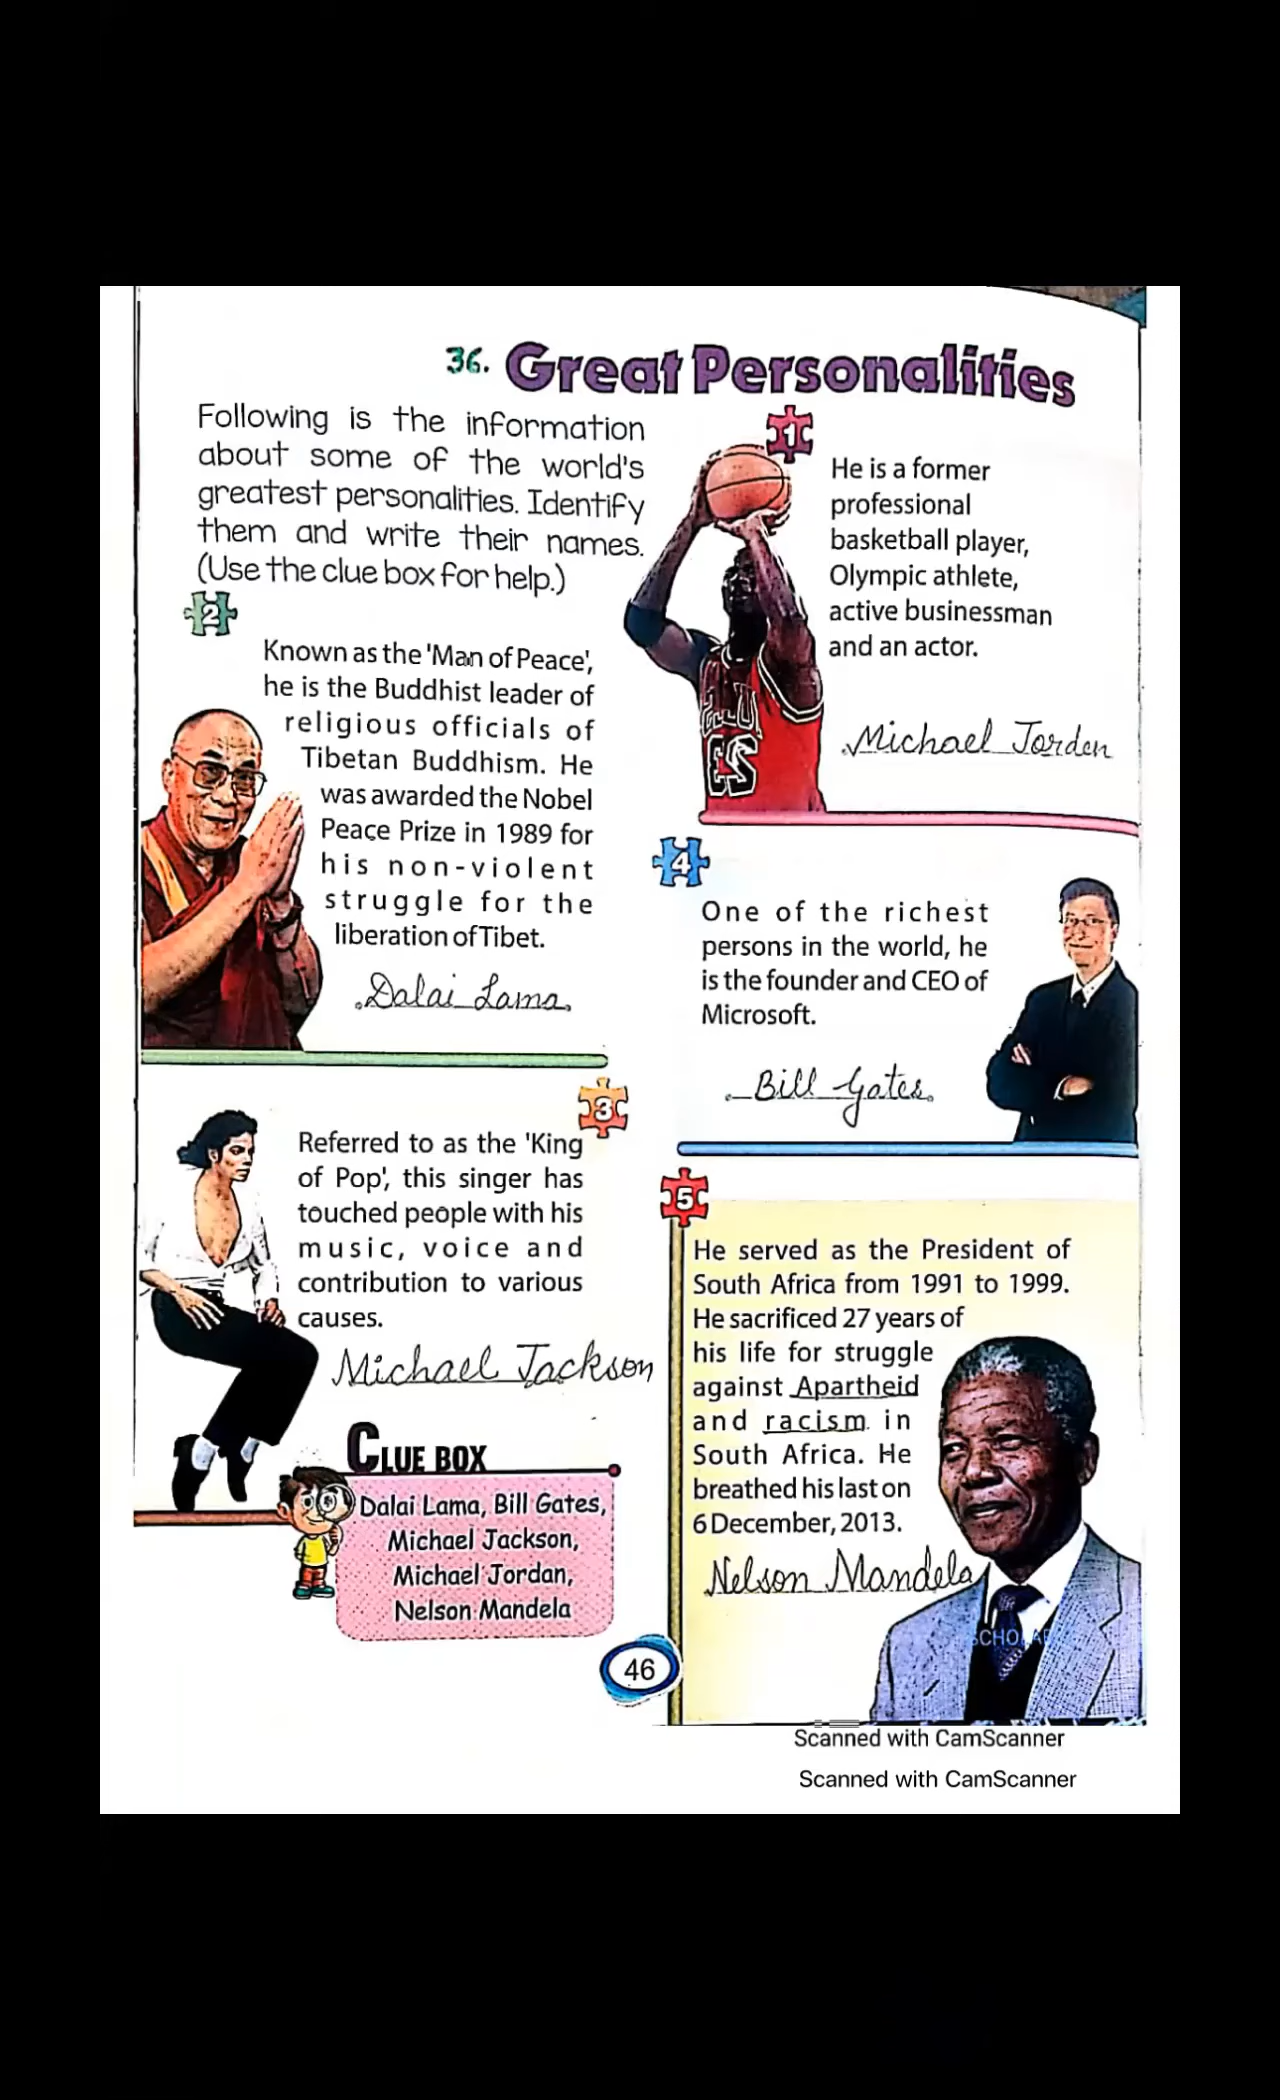 36. Great Personalities
Following is the information
about some of the world's
greatest personalities. Identify
them and write their names.
(Use the clue box for help.)
1
He is a former
professional
basketball player,
Olympic athlete,
active businessman
and an actor.
Michael Jorden
2
Known as the 'Man of Peace',
he is the Buddhist leader of
religious officials of
Tibetan Buddhism. He
was awarded the Nobel
Peace Prize in 1989 for
his non-violent
struggle for the
liberation of Tibet.
Dalai Lama
3
Referred to as the 'King
of Pop', this singer has
touched people with his
music, voice and
contribution to various
causes.
Michael Jackson
4
One of the richest
persons in the world, he
is the founder and CEO of
Microsoft.
Bill Gates
5
He served as the President of
South Africa from 1991 to 1999.
He sacrificed 27 years of
his life for struggle
against Apartheid
and racism in
South Africa. He
breathed his last on
6 December, 2013.
Nelson Mandela
CLUE BOX
Dalai Lama, Bill Gates,
Michael Jackson,
Michael Jordan,
Nelson Mandela
46
Scanned with CamScanner
Scanned with CamScanner